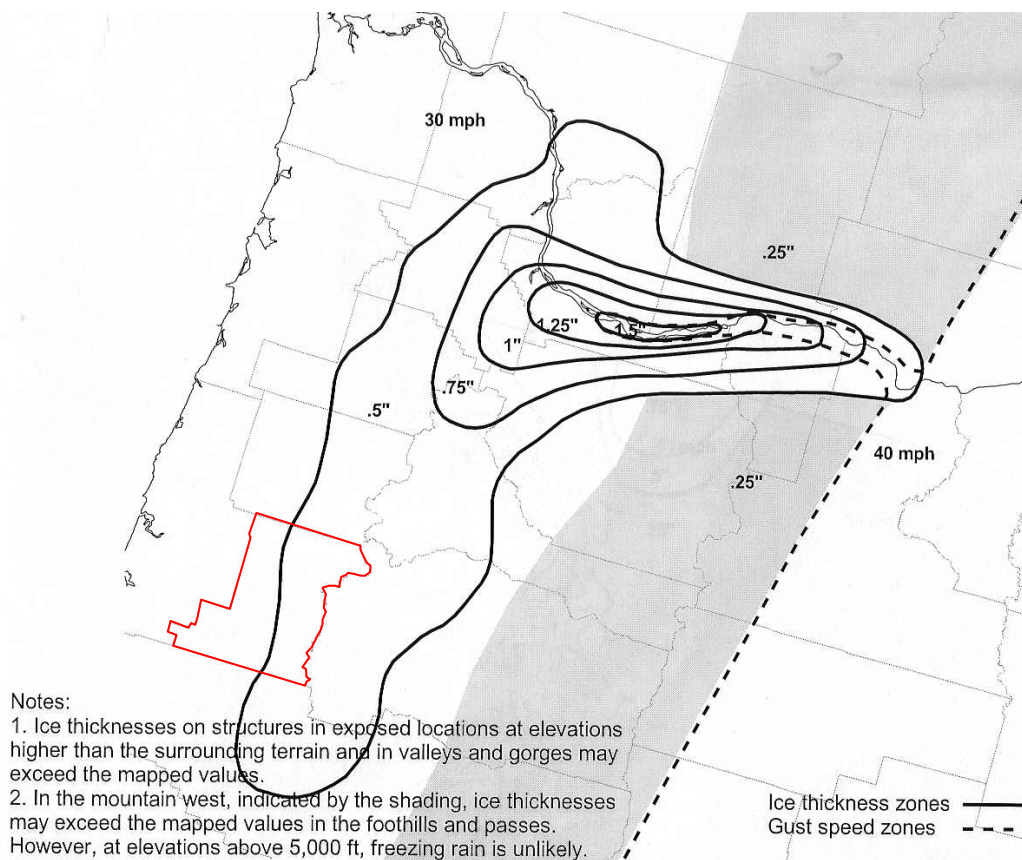 30 mph
.25"
1.25"
1.5"
1"
.75"
.5"
40 mph
.25"
Notes:
1. Ice thicknesses on structures in exposed locations at elevations
higher than the surrounding terrain and in valleys and gorges may
exceed the mapped values.
2. In the mountain west, indicated by the shading, ice thicknesses
may exceed the mapped values in the foothills and passes.
However, at elevations above 5,000 ft, freezing rain is unlikely.
Ice thickness zones
Gust speed zones